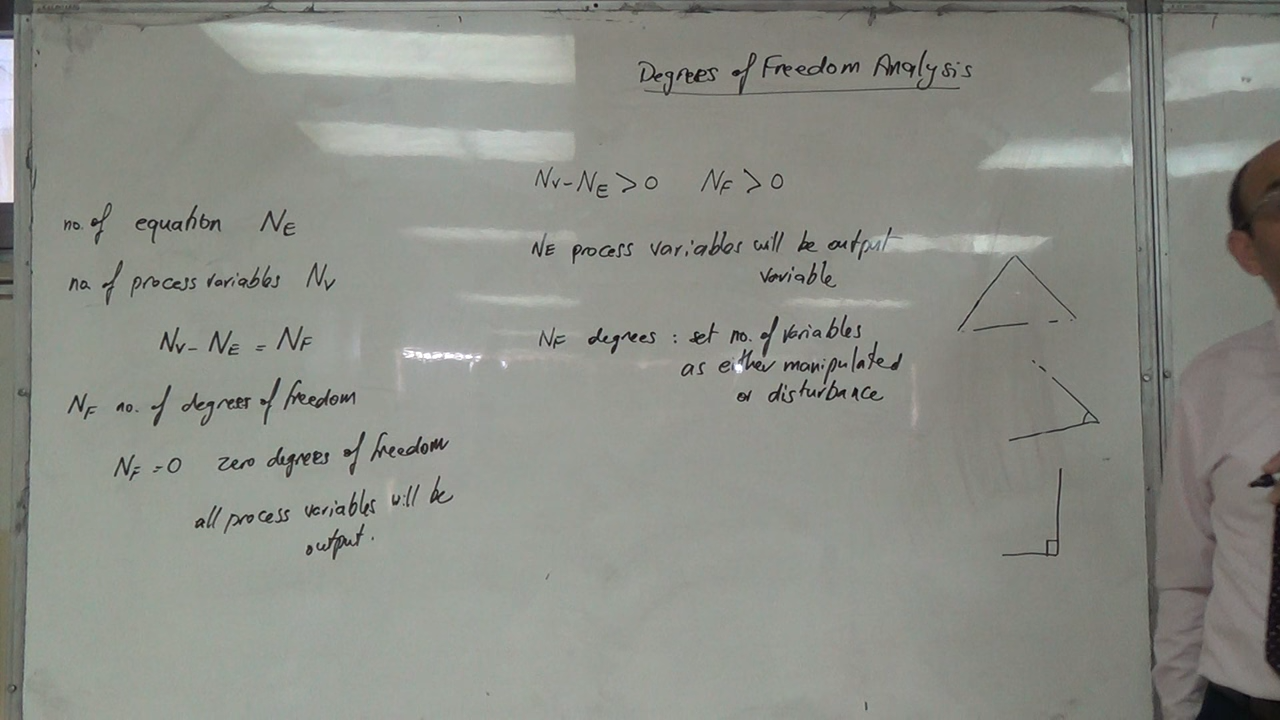 Degrees of Freedom Analysis
no. of equation NE
no. of process variables Nv
Nv - NE = NF
NF no. of degrees of freedom
NF = 0 zero degrees of freedom
all process variables will be
output.
Nv - NE > 0 NF > 0
NE process variables will be output
variable
NF degrees : set no. of variables
as either manipulated
or disturbance